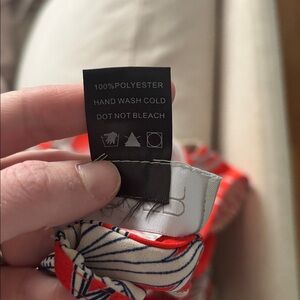 100%POLYESTER
HAND WASH COLD
DOT NOT BLEACH